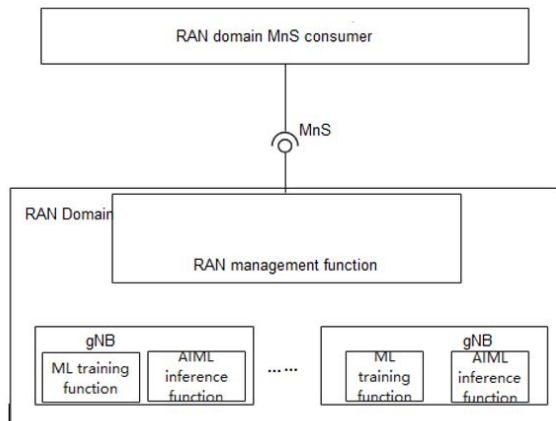 RAN domain MnS consumer
MnS
RAN Domain
RAN management function
gNB
ML training
function
AIML
inference
function
... ...
gNB
ML
training
function
AIML
inference
function